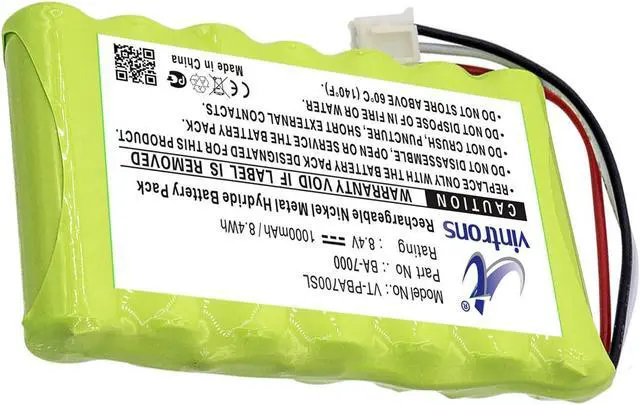 vintrons
Model No.: VT-PBA700SL
Part No.: BA-7000
Rating : 8.4V ⎓ 1000mAh / 8.4Wh
Rechargeable Nickel Metal Hydride Battery Pack
CAUTION WARRANTY VOID IF LABEL IS REMOVED
• REPLACE ONLY WITH THE BATTERY PACK DESIGNATED FOR THIS PRODUCT.
• DO NOT DISASSEMBLE, OPEN OR SERVICE THE BATTERY PACK.
• DO NOT CRUSH, PUNCTURE, SHORT EXTERNAL CONTACTS.
• DO NOT DISPOSE OF IN FIRE OR WATER.
• DO NOT STORE ABOVE 60°C (140°F).
Made in China